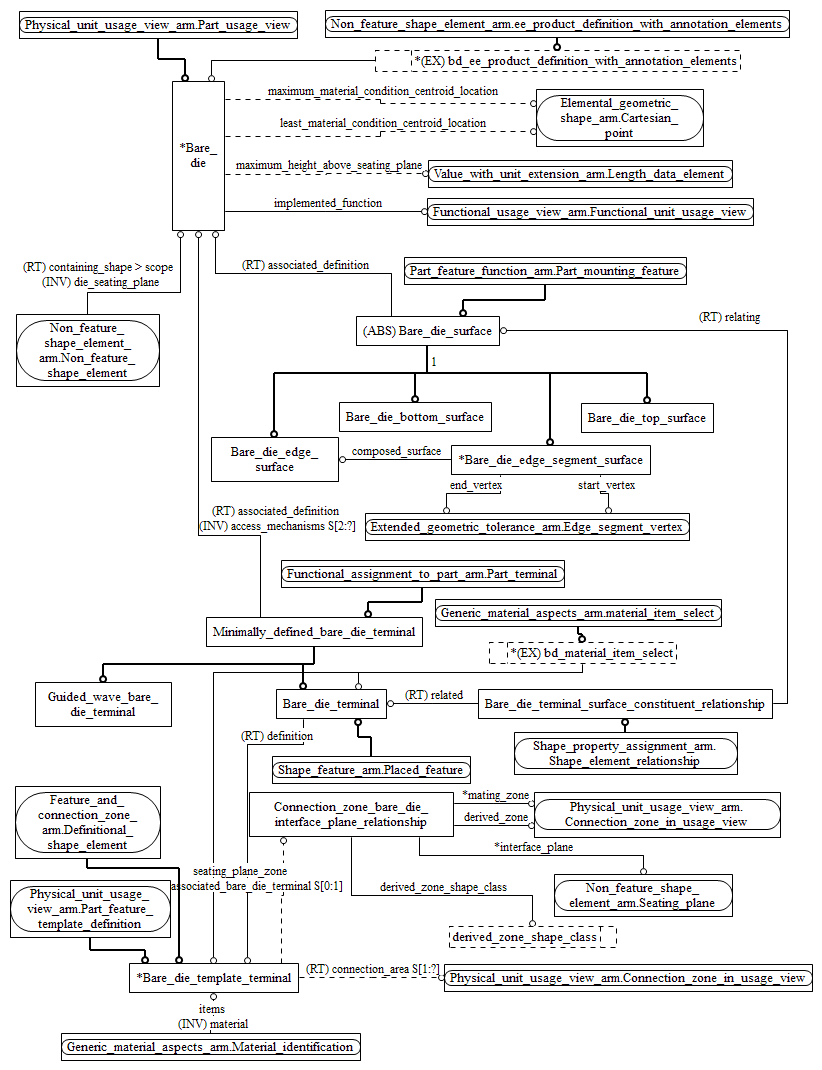 Physical_unit_usage_view_arm.Part_usage_view
Non_feature_shape_element_arm.ee_product_definition_with_annotation_elements
*(EX) bd_ee_product_definition_with_annotation_elements
maximum_material_condition_centroid_location
Elemental_geometric_
shape_arm.Cartesian_
point
least_material_condition_centroid_location
*Bare_
die
maximum_height_above_seating_plane
Value_with_unit_extension_arm.Length_data_element
implemented_function
Functional_usage_view_arm.Functional_unit_usage_view
(RT) containing_shape > scope
(INV) die_seating_plane
(RT) associated_definition
Part_feature_function_arm.Part_mounting_feature
Non_feature_
shape_element_
arm.Non_feature_
shape_element
(ABS) Bare_die_surface
(RT) relating
1
Bare_die_bottom_surface
Bare_die_top_surface
Bare_die_edge_
surface
composed_surface
*Bare_die_edge_segment_surface
end_vertex
start_vertex
(RT) associated_definition
(INV) access_mechanisms S[2:?]
Extended_geometric_tolerance_arm.Edge_segment_vertex
Functional_assignment_to_part_arm.Part_terminal
Generic_material_aspects_arm.material_item_select
Minimally_defined_bare_die_terminal
*(EX) bd_material_item_select
Guided_wave_bare_
die_terminal
Bare_die_terminal
(RT) related
Bare_die_terminal_surface_constituent_relationship
(RT) definition
Shape_property_assignment_arm.
Shape_element_relationship
Shape_feature_arm.Placed_feature
Feature_and_
connection_zone_
arm.Definitional_
shape_element
Connection_zone_bare_die_
interface_plane_relationship
*mating_zone
derived_zone
Physical_unit_usage_view_arm.
Connection_zone_in_usage_view
*interface_plane
seating_plane_zone
associated_bare_die_terminal S[0:1]
derived_zone_shape_class
Non_feature_shape_
element_arm.Seating_plane
Physical_unit_usage_
view_arm.Part_feature_
template_definition
derived_zone_shape_class
*Bare_die_template_terminal
(RT) connection_area S[1:?]
Physical_unit_usage_view_arm.Connection_zone_in_usage_view
items
(INV) material
Generic_material_aspects_arm.Material_identification